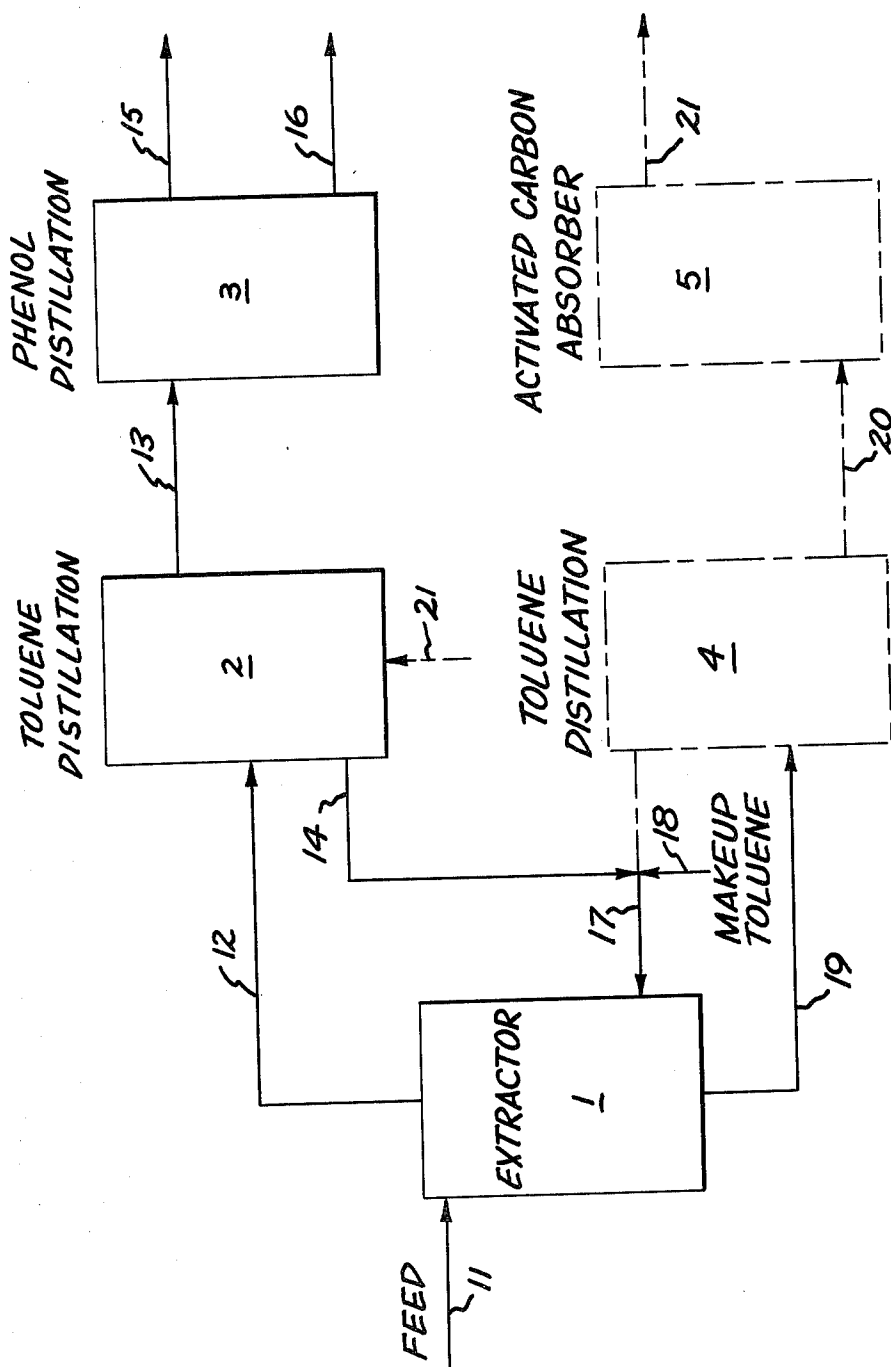 FEED
11
EXTRACTOR
1
12
14
17
18
MAKEUP
TOLUENE
19
TOLUENE
DISTILLATION
2
21
13
PHENOL
DISTILLATION
3
15
16
TOLUENE
DISTILLATION
4
20
ACTIVATED CARBON
ABSORBER
5
21